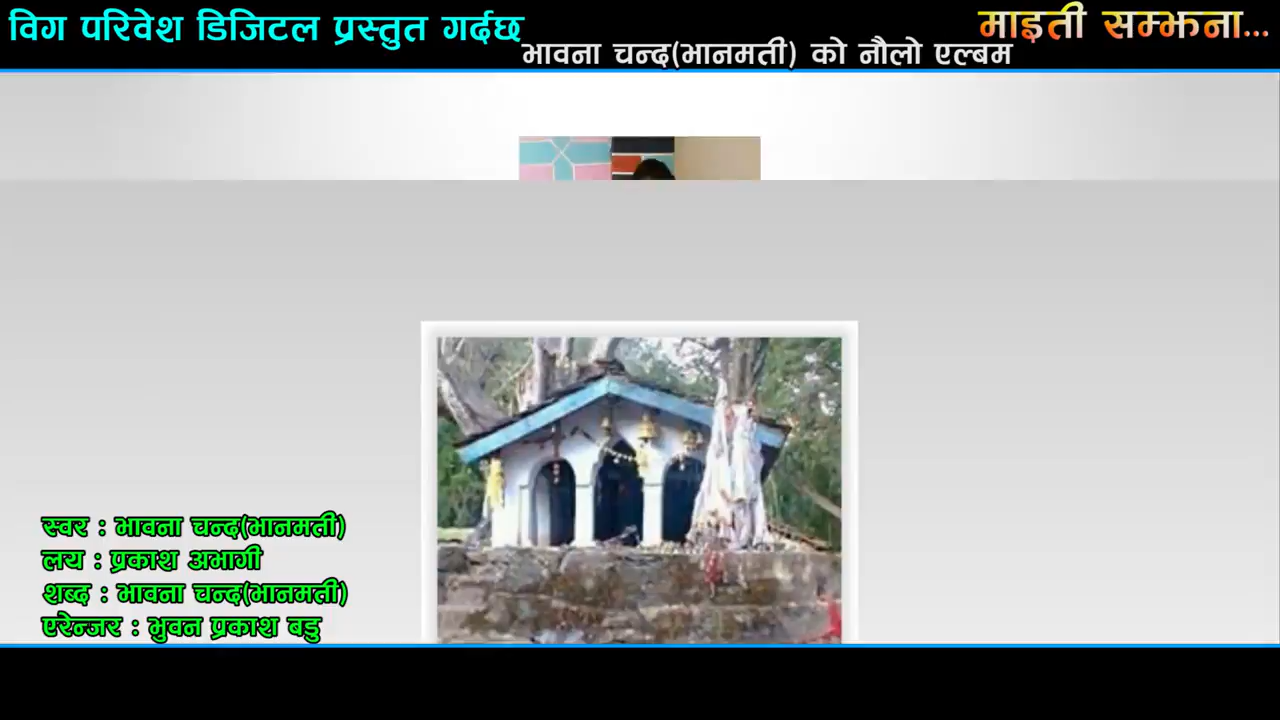 विग परिवेश डिजिटल प्रस्तुत गर्दछ
माइती सम्झना...
भावना चन्द(भानमती) को नौलो एल्बम
स्वर : भावना चन्द(भानमती)
लय : प्रकाश अभागी
शब्द : भावना चन्द(भानमती)
एरेन्जर : भुवन प्रकाश बडु